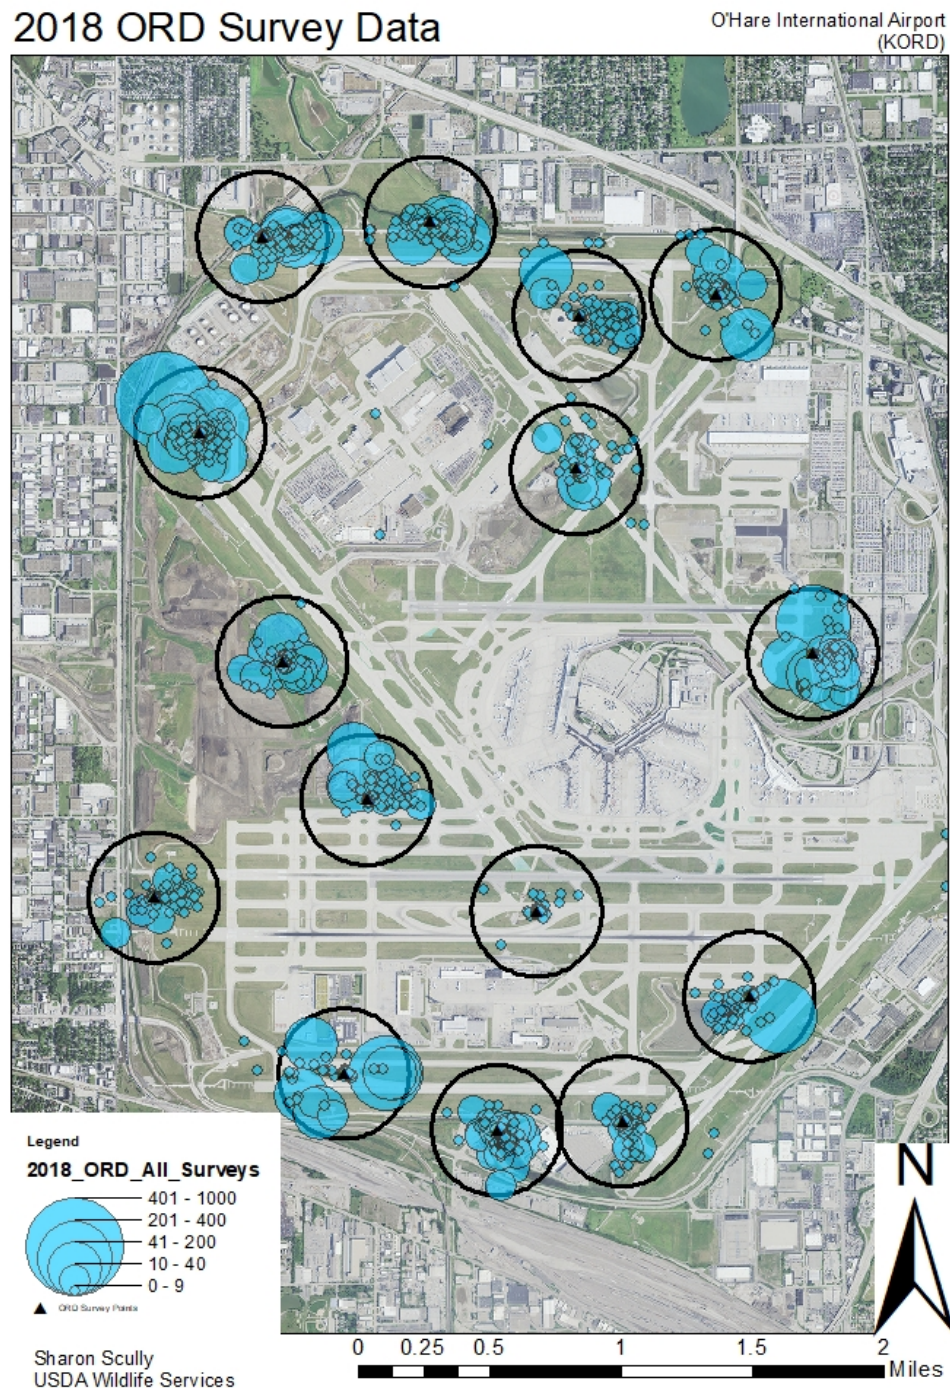 2018 ORD Survey Data
O'Hare International Airport
(KORD)
Legend
2018_ORD_All_Surveys
401 - 1000
201 - 400
41 - 200
10 - 40
0 - 9
ORD Survey Points
Sharon Scully
USDA Wildlife Services
N
0 0.25 0.5 1 1.5 2
Miles